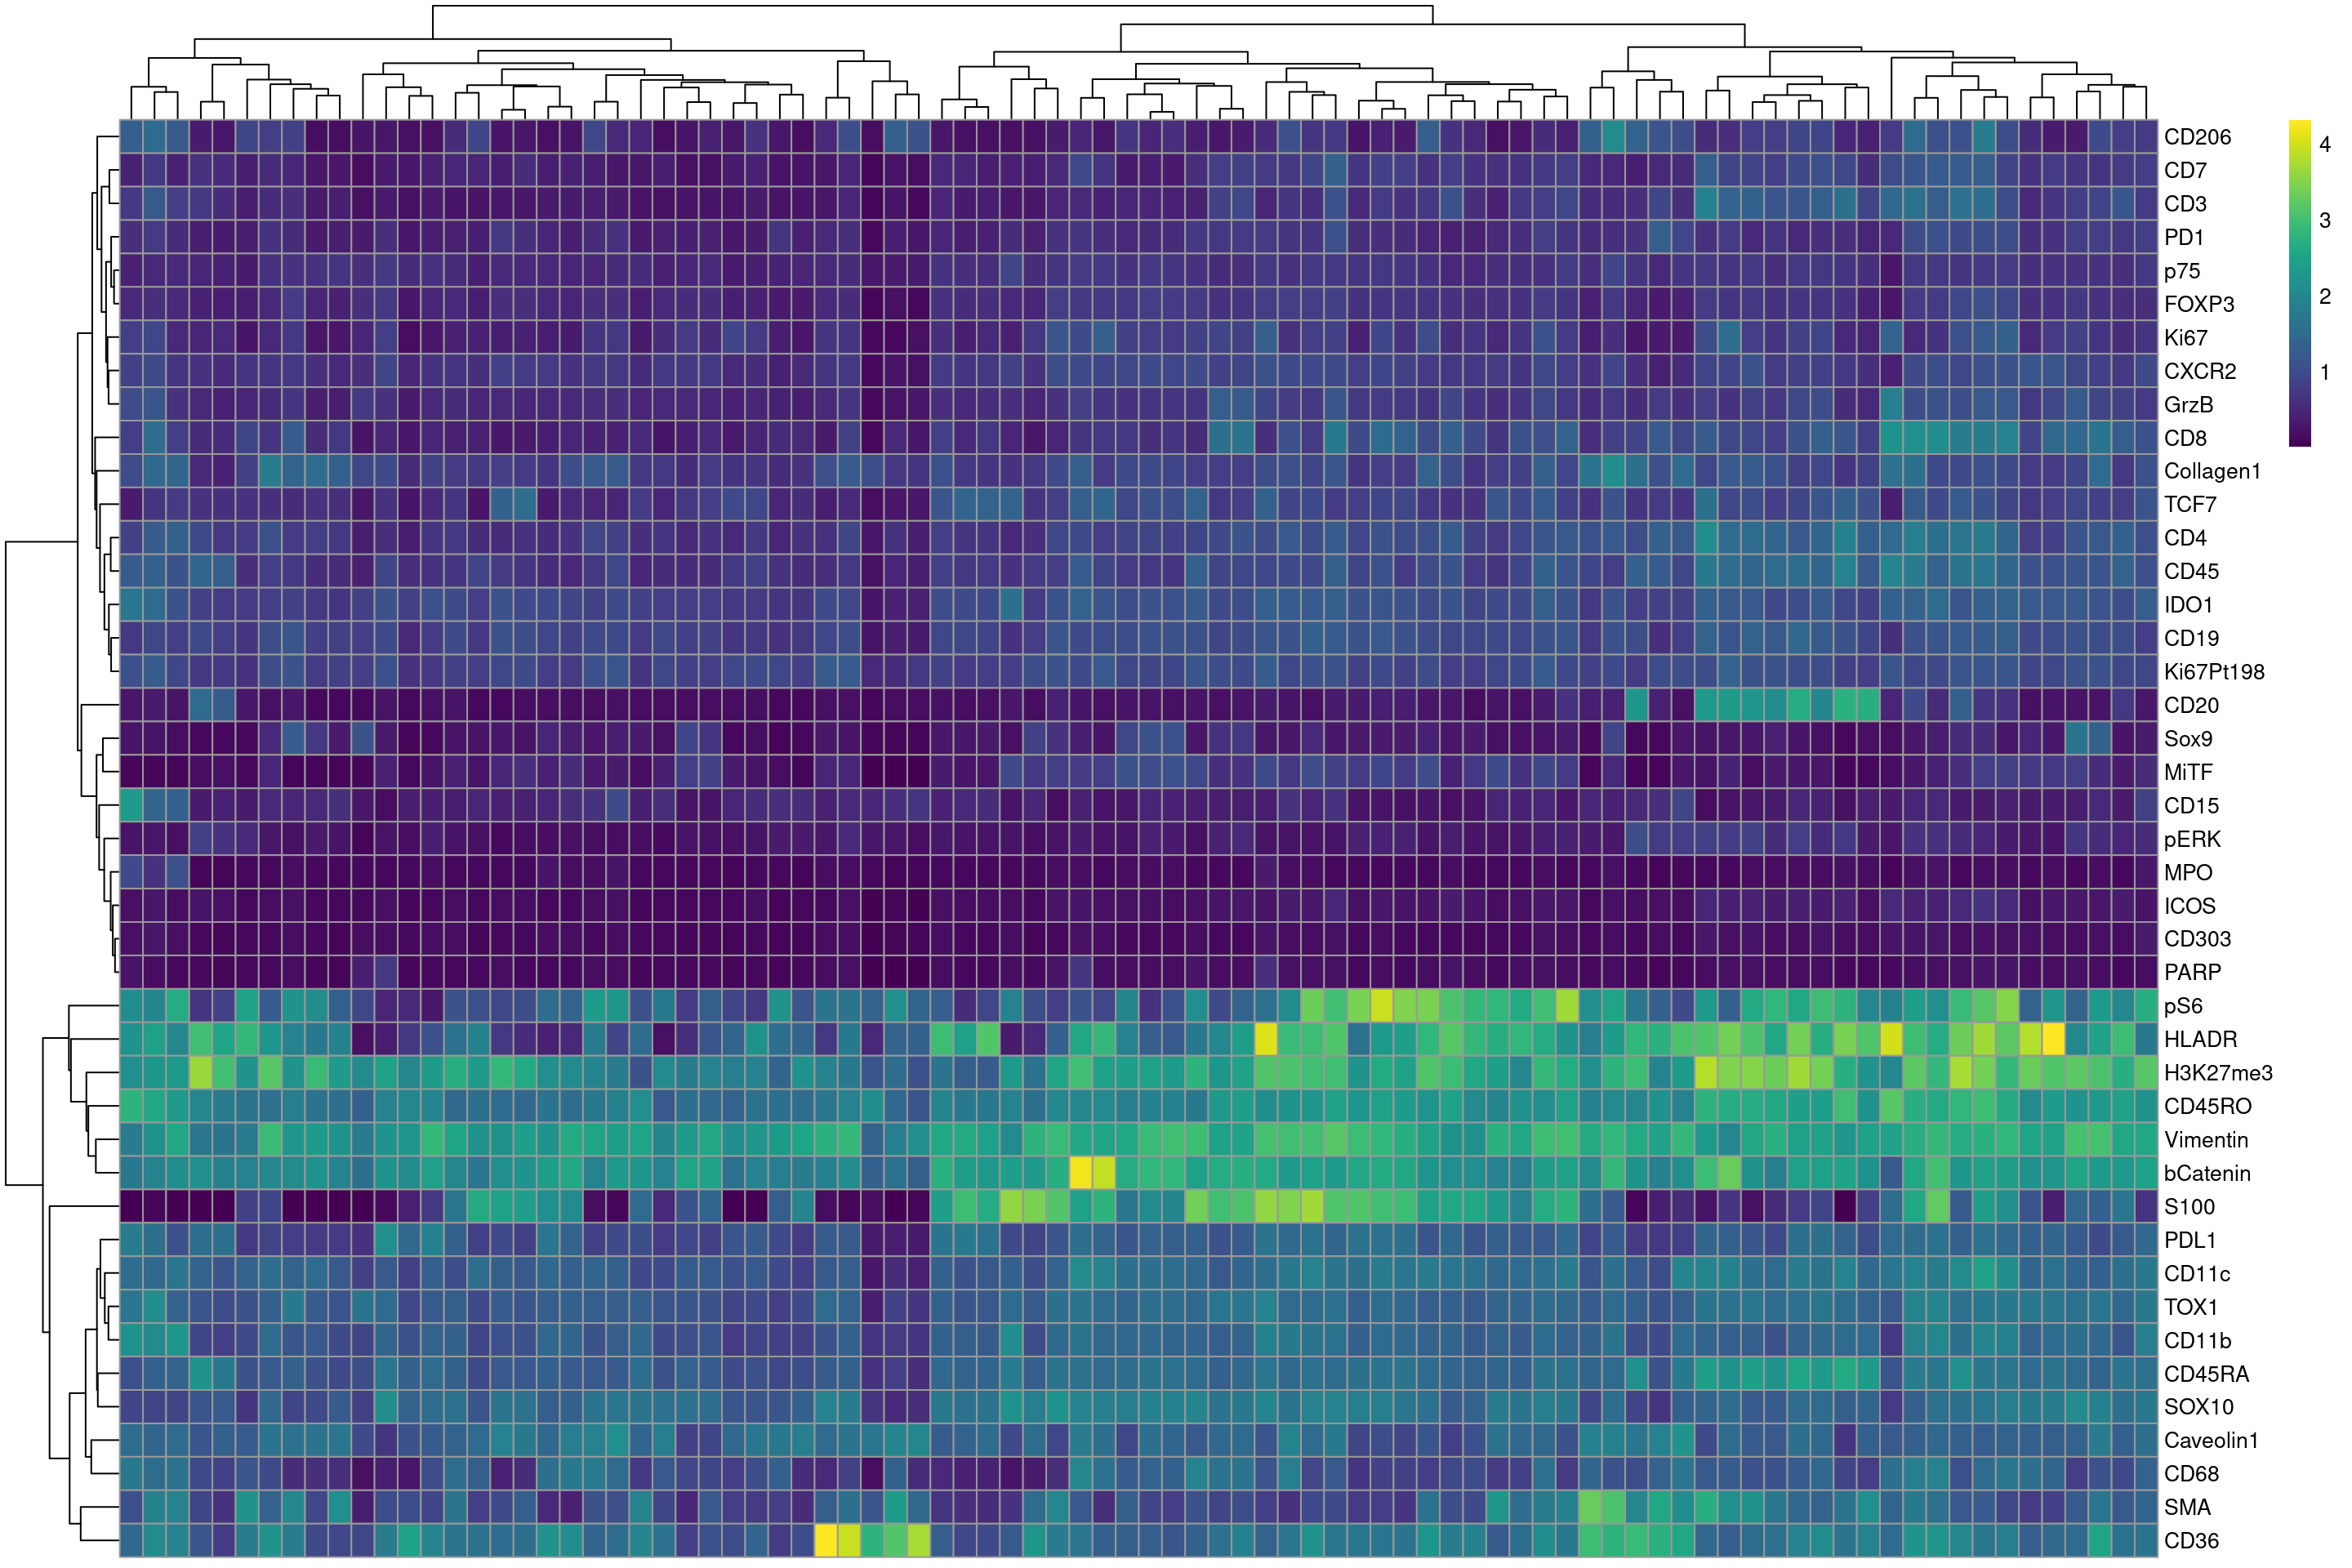 CD206
CD7
CD3
PD1
p75
FOXP3
Ki67
CXCR2
GrzB
CD8
Collagen1
TCF7
CD4
CD45
IDO1
CD19
Ki67Pt198
CD20
Sox9
MiTF
CD15
pERK
MPO
ICOS
CD303
PARP
pS6
HLADR
H3K27me3
CD45RO
Vimentin
bCatenin
S100
PDL1
CD11c
TOX1
CD11b
CD45RA
SOX10
Caveolin1
CD68
SMA
CD36
4
3
2
1